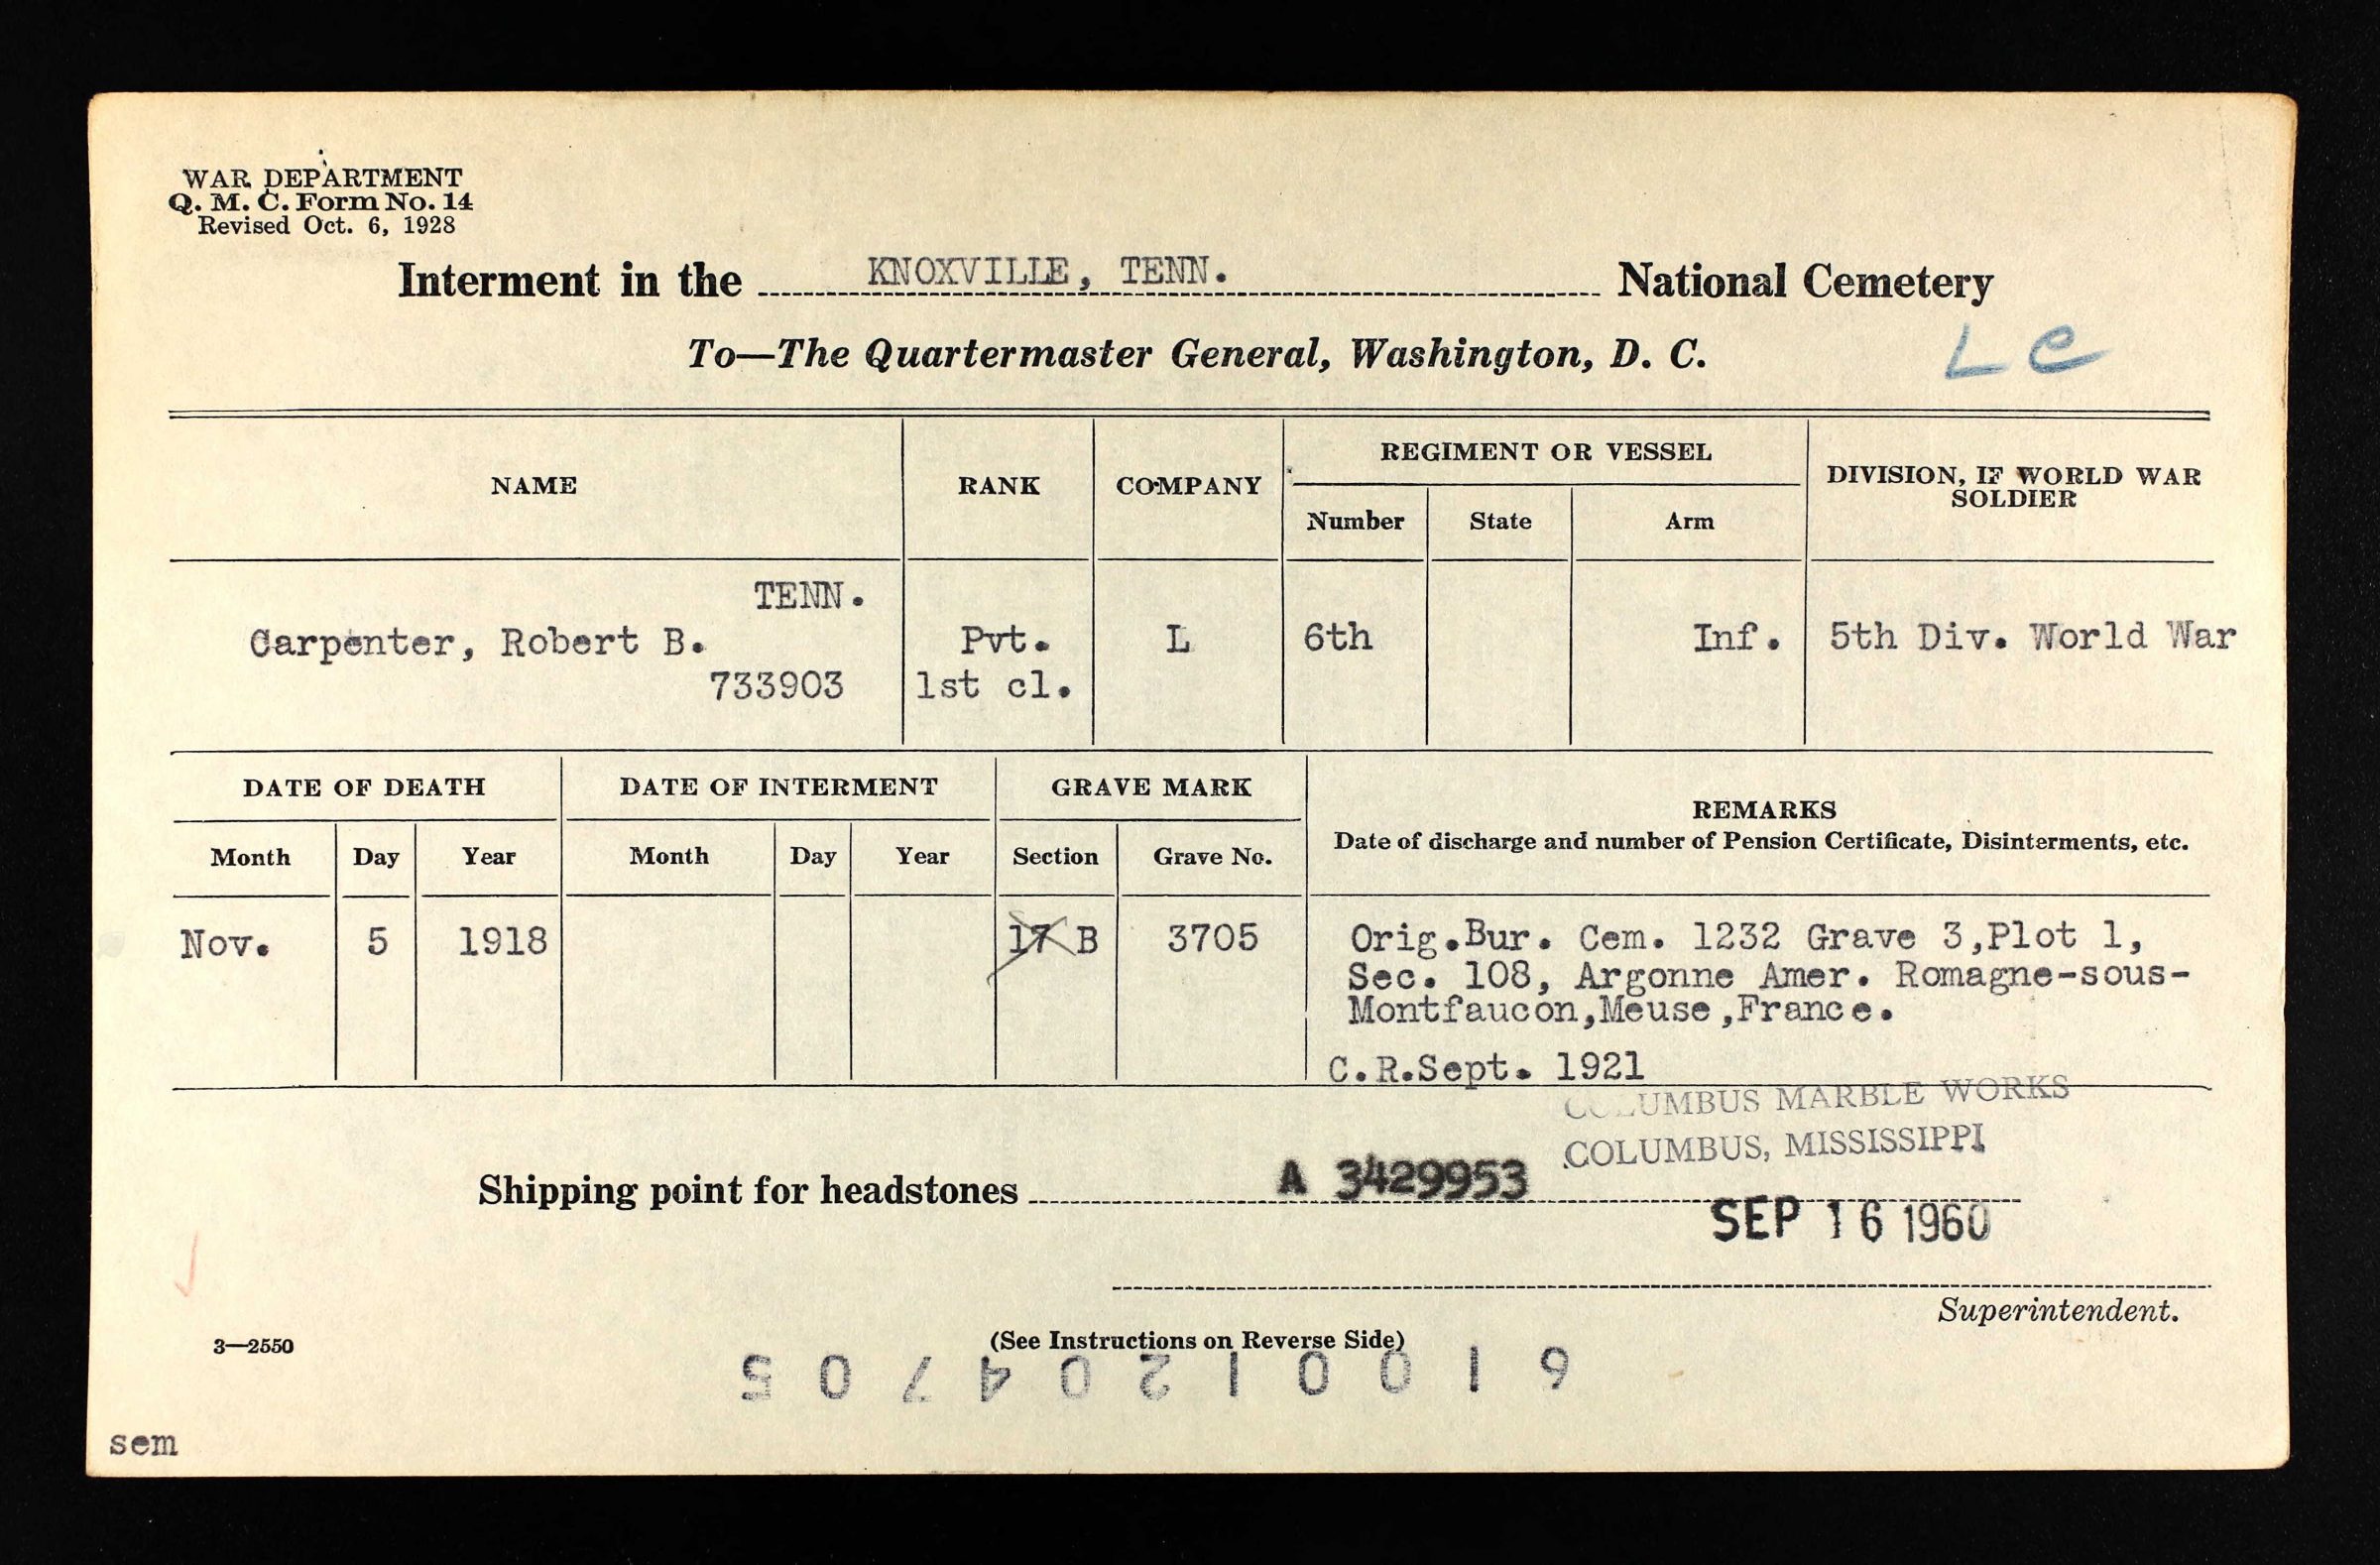 WAR DEPARTMENT
Q. M. C. Form No. 14
Revised Oct. 6, 1928
Interment in the KNOXVILLE, TENN. National Cemetery
To—The Quartermaster General, Washington, D. C.
L C
NAME RANK COMPANY REGIMENT OR VESSEL DIVISION, IF WORLD WAR SOLDIER
Number State Arm
TENN.
Carpenter, Robert B. Pvt. L 6th Inf. 5th Div. World War
733903 1st cl.
DATE OF DEATH DATE OF INTERMENT GRAVE MARK REMARKS
Date of discharge and number of Pension Certificate, Disinterments, etc.
Month Day Year Month Day Year Section Grave No.
Nov. 5 1918 17 B 3705 Orig.Bur. Cem. 1232 Grave 3,Plot 1,
Sec. 108, Argonne Amer. Romagne-sous-
Montfaucon,Meuse,France.
C.R.Sept. 1921
COLUMBUS MARBLE WORKS
COLUMBUS, MISSISSIPPI
Shipping point for headstones A 3429953
SEP 16 1960
Superintendent.
3—2550 (See Instructions on Reverse Side)
50740210019
sem